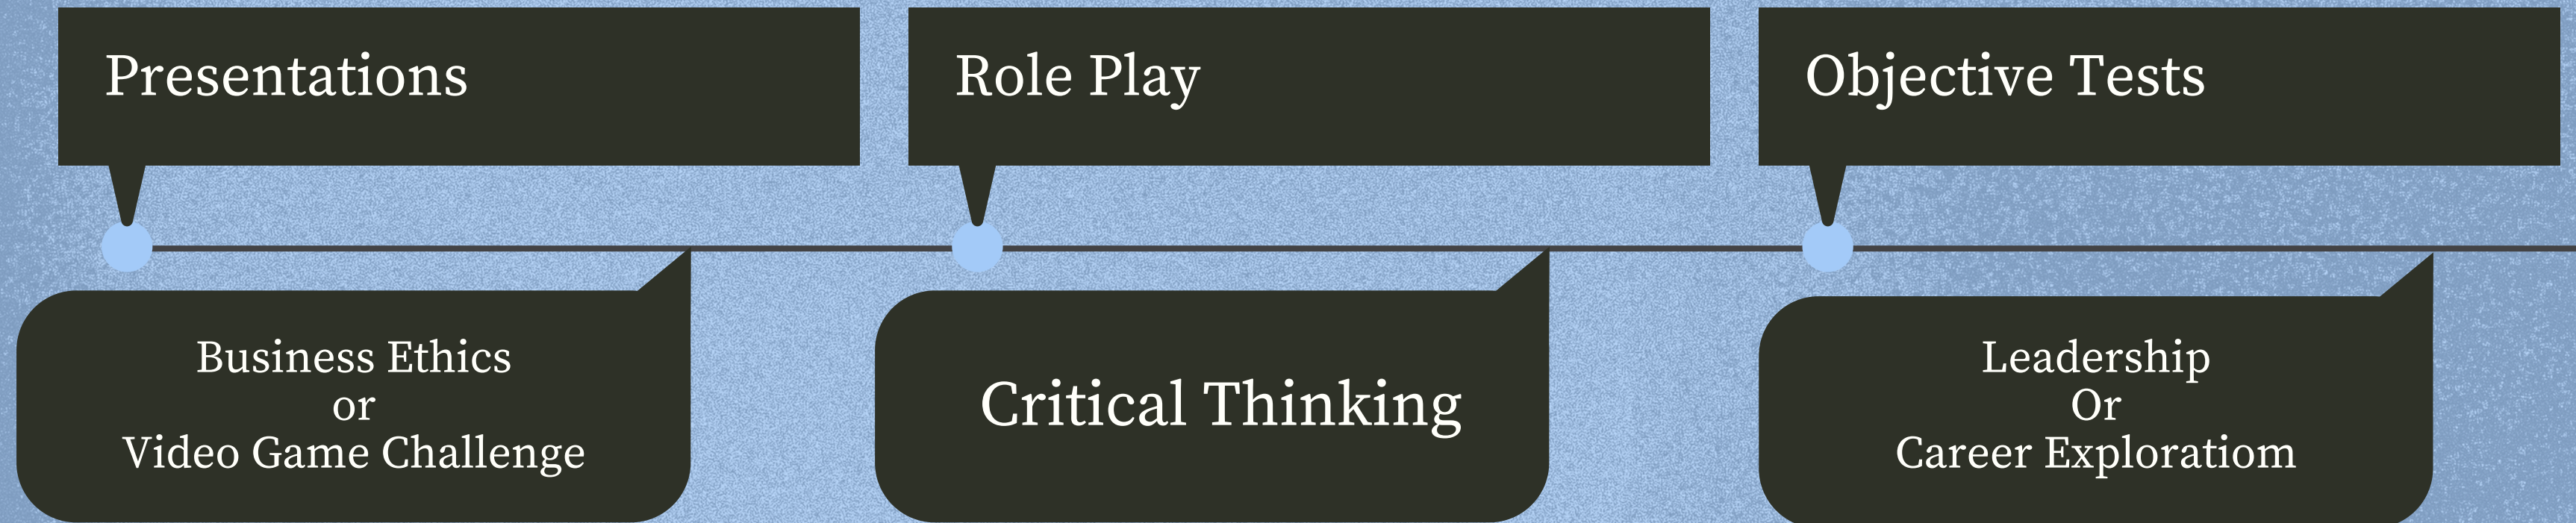 Presentations
Role Play
Objective Tests
Business Ethics
or
Video Game Challenge
Critical Thinking
Leadership
Or
Career Exploratiom